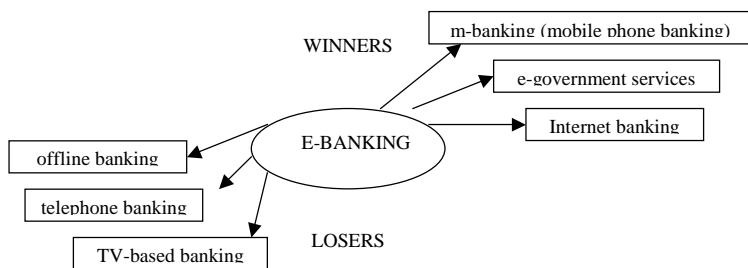 m-banking (mobile phone banking)
WINNERS
e-government services
Internet banking
E-BANKING
offline banking
telephone banking
LOSERS
TV-based banking